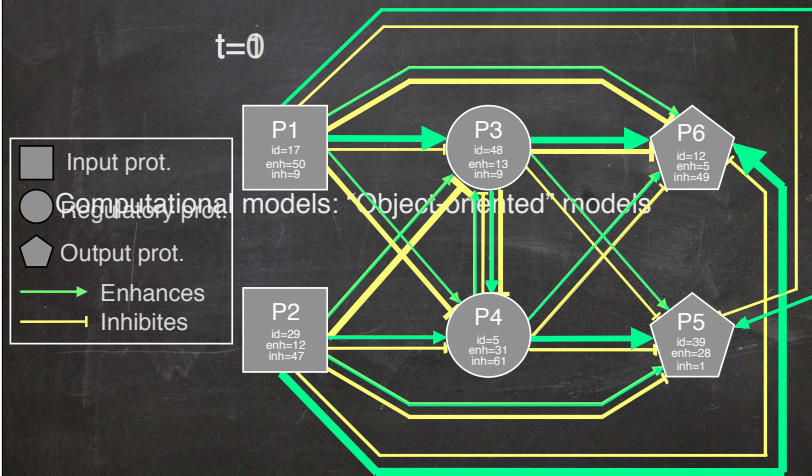 t=0
P1
id=17
enh=50
inh=9
P3
id=48
enh=13
inh=9
P6
id=12
enh=5
inh=49
Input prot.
Computational models: “Object-oriented” models
Regulatory prot.
Output prot.
Enhances
Inhibites
P2
id=29
enh=12
inh=47
P4
id=5
enh=31
inh=61
P5
id=39
enh=28
inh=1